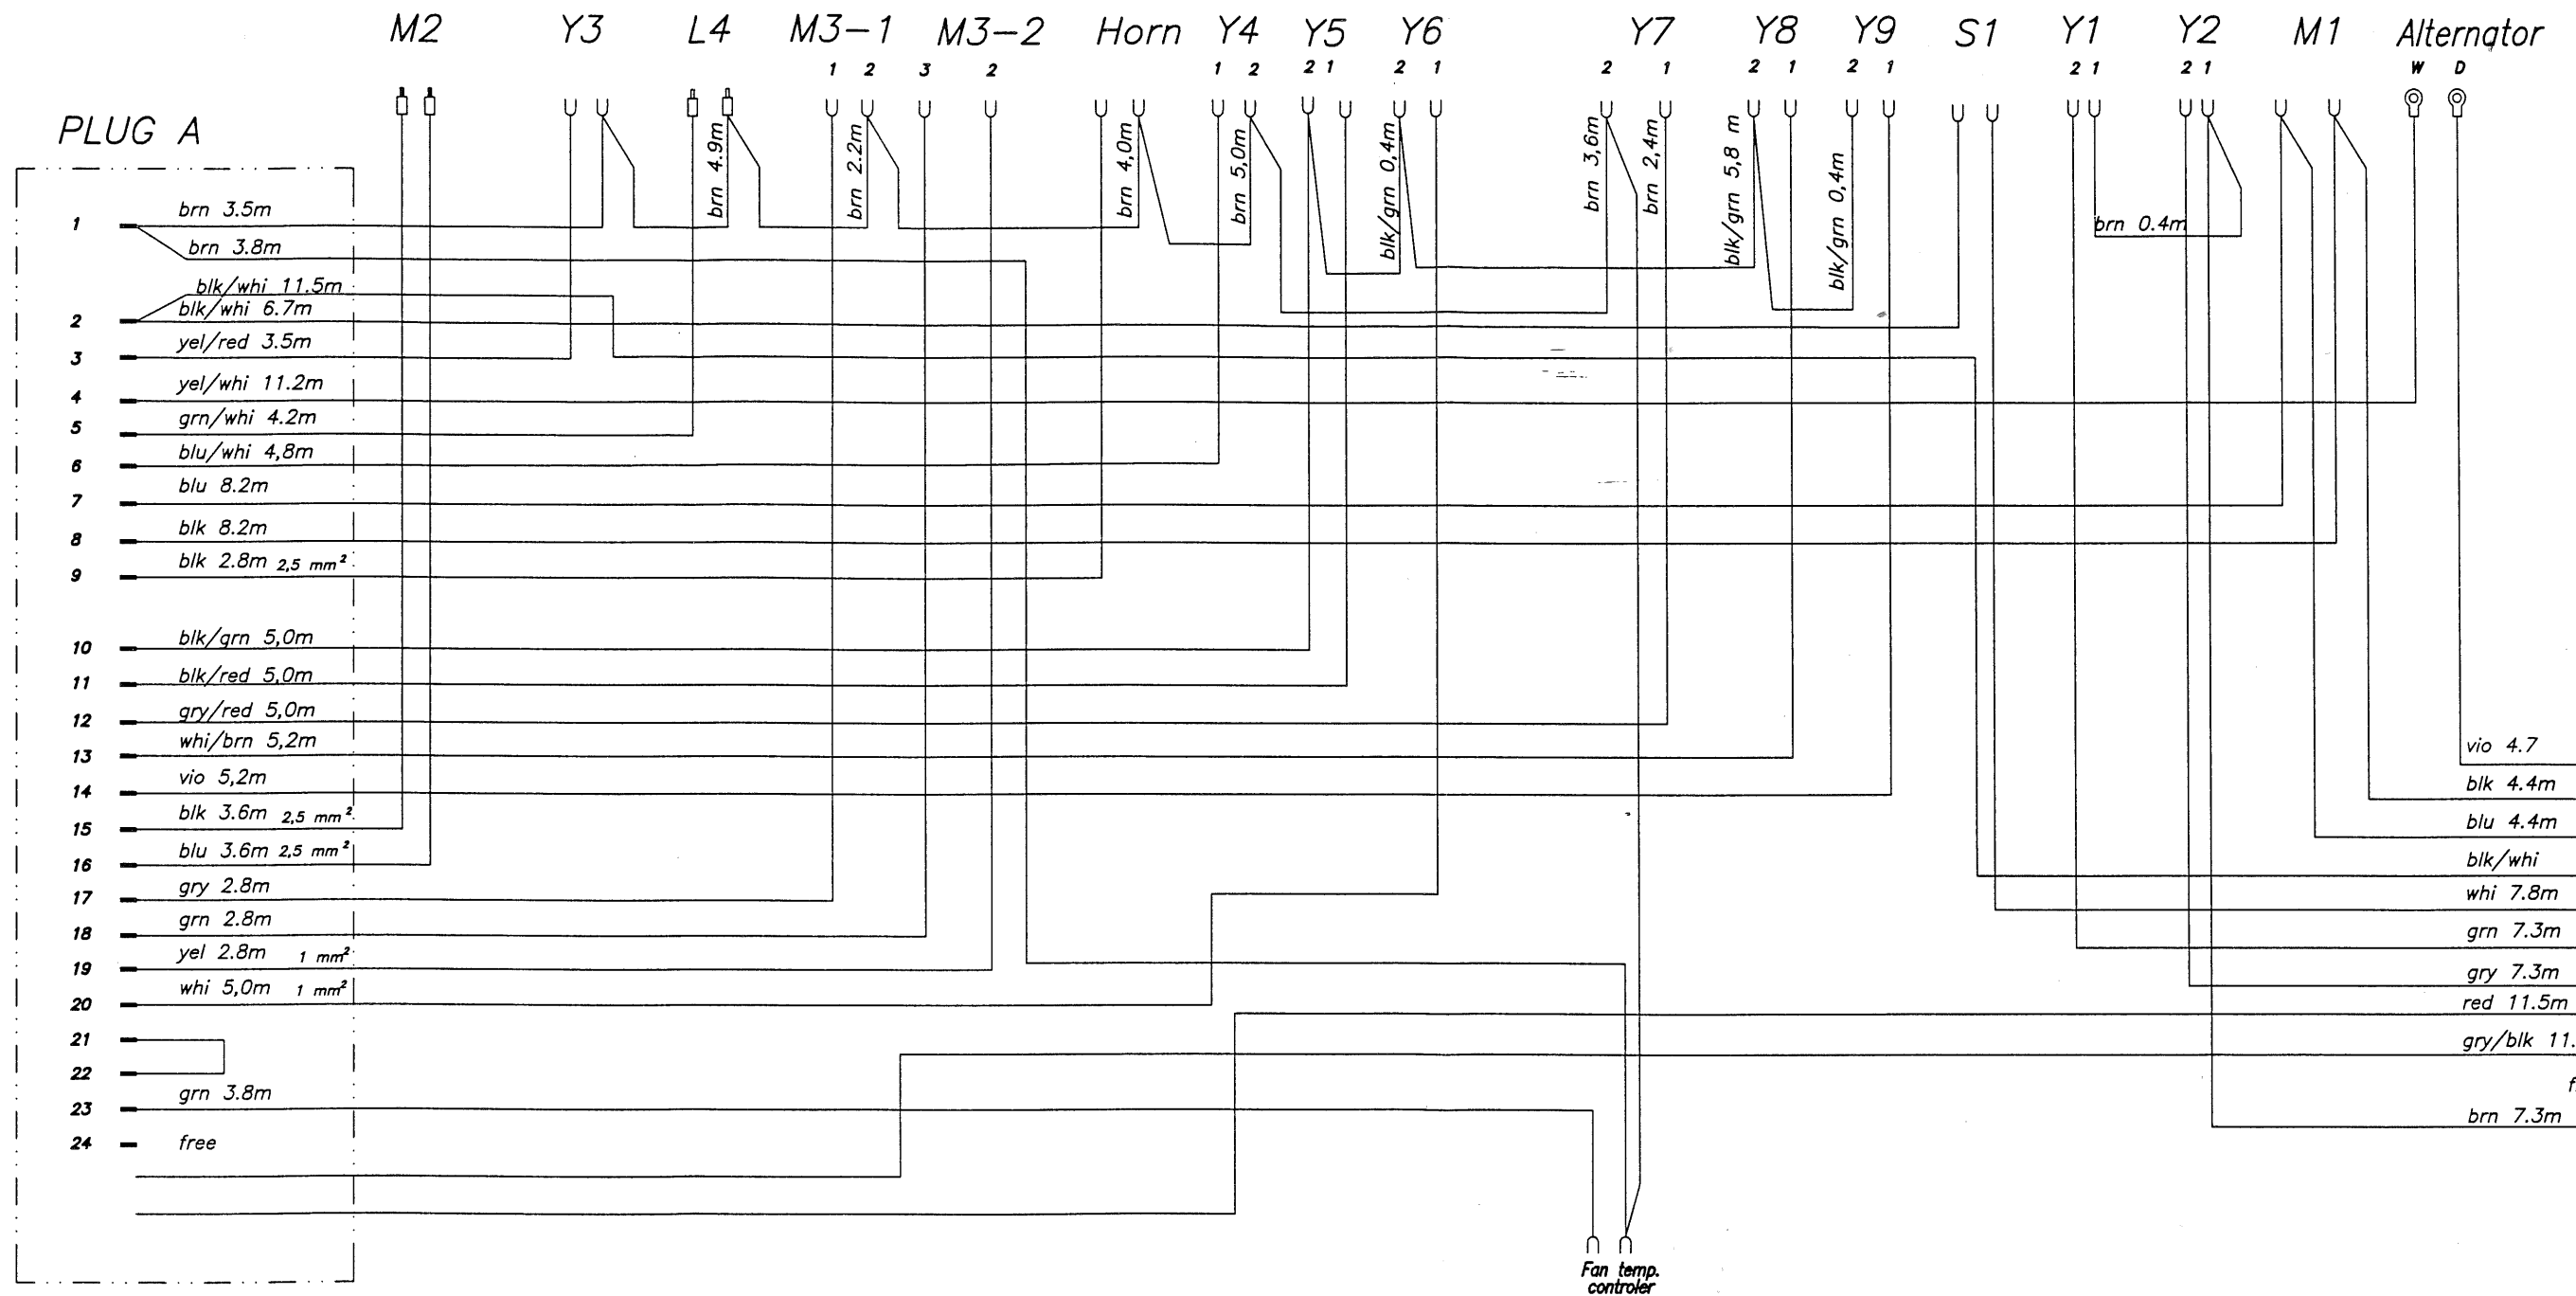 M2 Y3 L4 M3-1 M3-2 Horn Y4 Y5 Y6 Y7 Y8 Y9 S1 Y1 Y2 M1 Alternator
1 2 3 2 1 2 2 1 2 1 2 1 2 1 2 1 2 1 2 1 W D
PLUG A
brn 4.9m
brn 2.2m
brn 4,0m
brn 5,0m
blk/grn 0,4m
brn 3,6m
brn 2,4m
blk/grn 5,8 m
blk/grn 0,4m
brn 0.4m
1 brn 3.5m
brn 3.8m
blk/whi 11.5m
2 blk/whi 6.7m
3 yel/red 3.5m
4 yel/whi 11.2m
5 grn/whi 4.2m
6 blu/whi 4,8m
7 blu 8.2m
8 blk 8.2m
9 blk 2.8m 2,5 mm²
10 blk/grn 5,0m
11 blk/red 5,0m
12 gry/red 5,0m
13 whi/brn 5,2m
14 vio 5,2m
15 blk 3.6m 2,5 mm²
16 blu 3.6m 2,5 mm²
17 gry 2.8m
18 grn 2.8m
19 yel 2.8m 1 mm²
20 whi 5,0m 1 mm²
21
22
23 grn 3.8m
24 free
vio 4.7
blk 4.4m
blu 4.4m
blk/whi
whi 7.8m
grn 7.3m
gry 7.3m
red 11.5m
gry/blk 11.
brn 7.3m
Fan temp.
controler